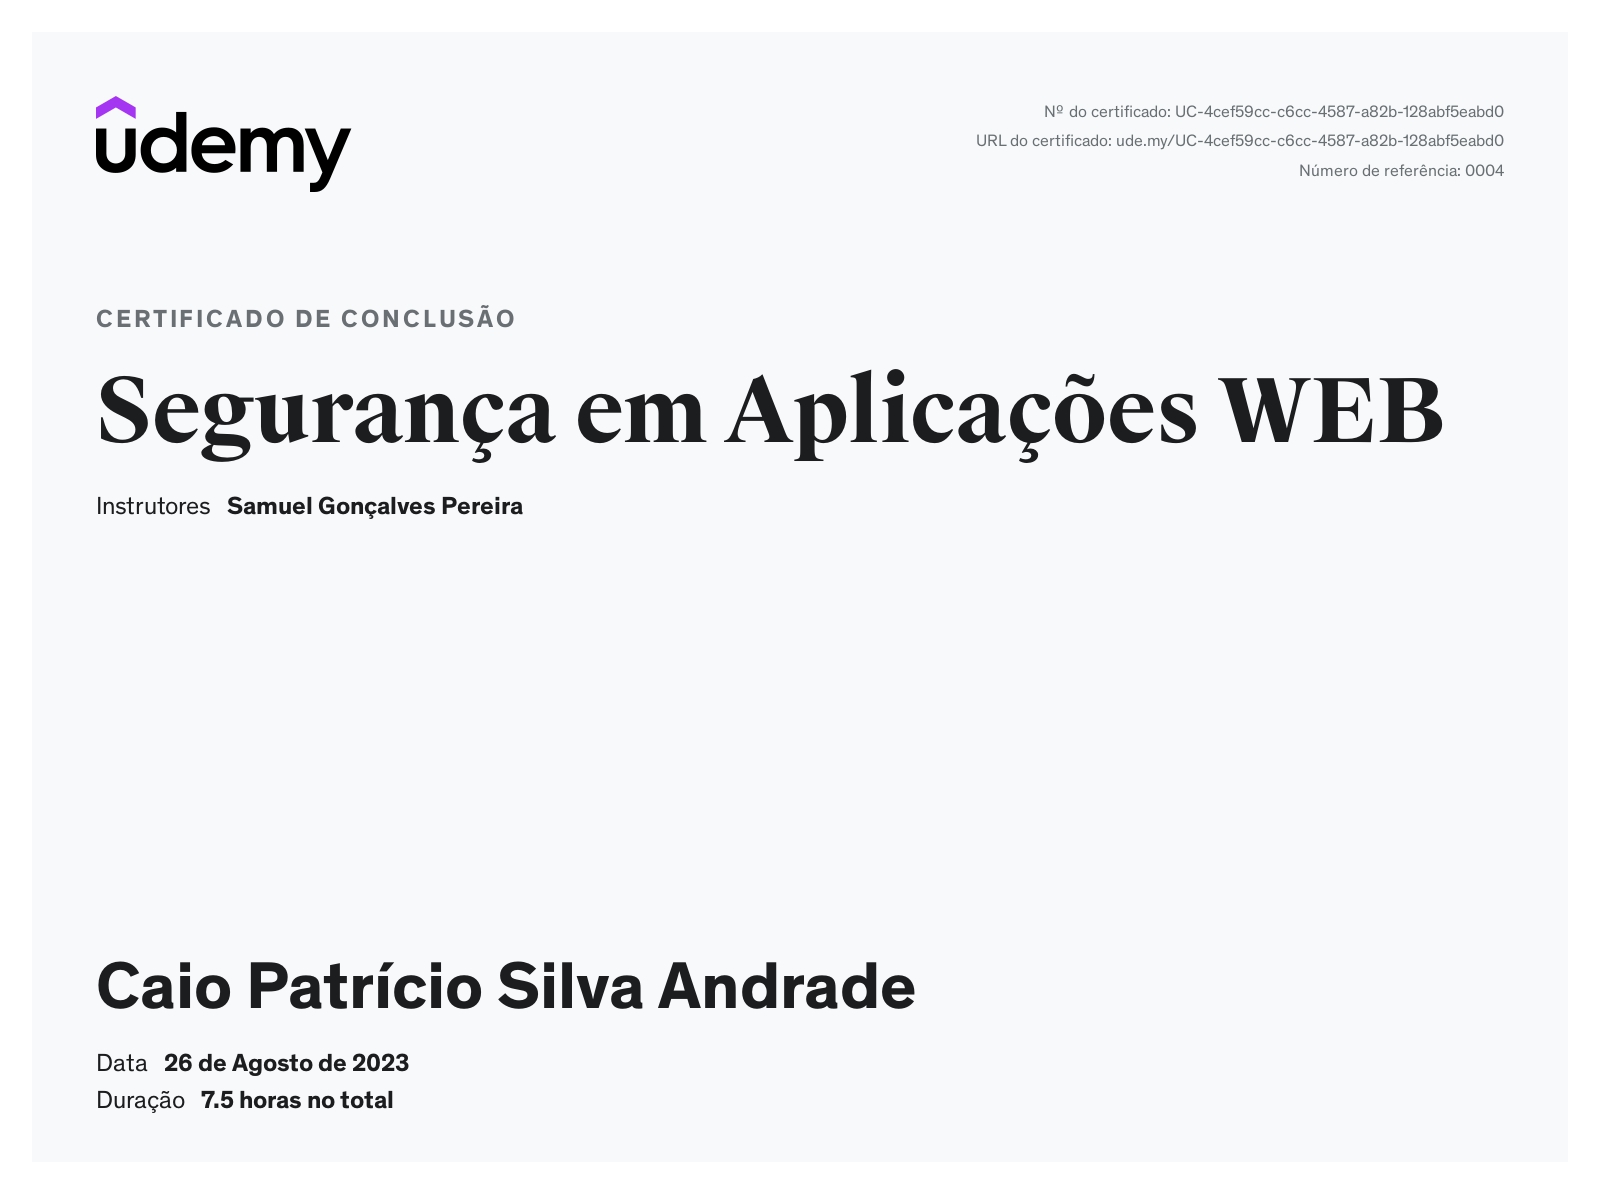 udemy
Nº do certificado: UC-4cef59cc-c6cc-4587-a82b-128abf5eabd0
URL do certificado: ude.my/UC-4cef59cc-c6cc-4587-a82b-128abf5eabd0
Número de referência: 0004
CERTIFICADO DE CONCLUSÃO
Segurança em Aplicações WEB
Instrutores Samuel Gonçalves Pereira
Caio Patrício Silva Andrade
Data 26 de Agosto de 2023
Duração 7.5 horas no total